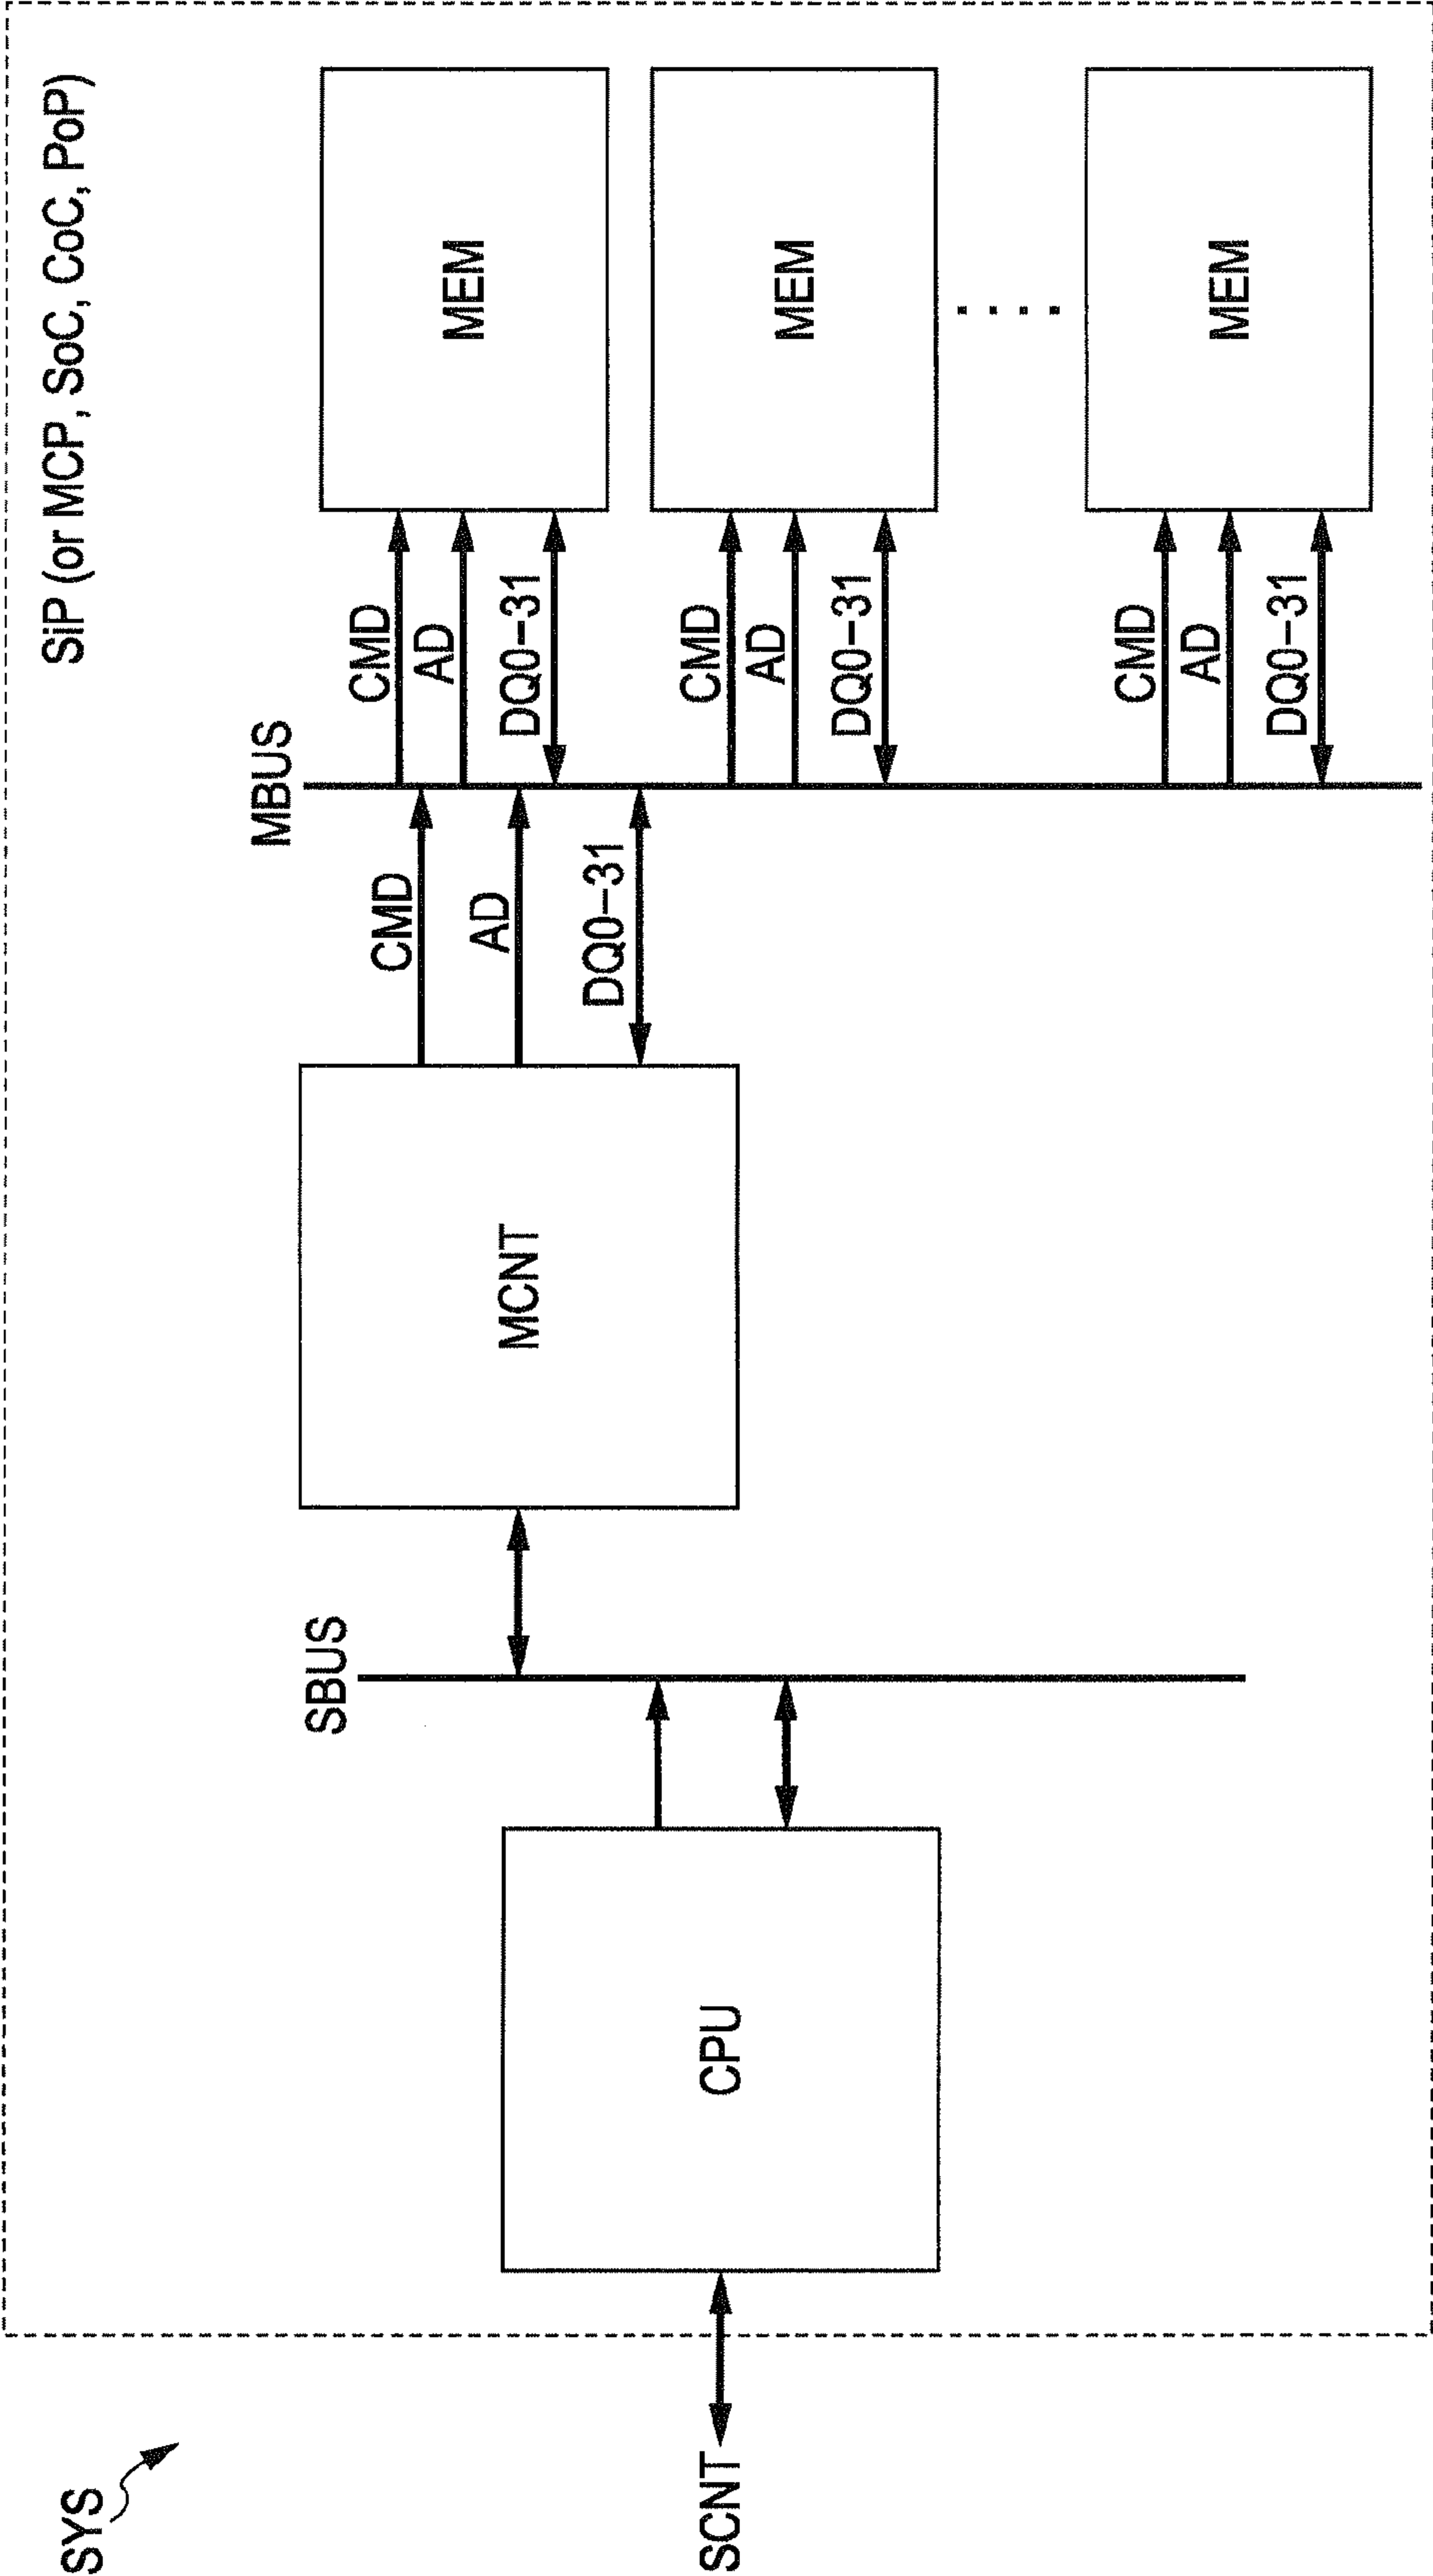 SYS
SiP (or MCP, SoC, CoC, PoP)
SCNT
CPU
SBUS
MCNT
CMD
AD
DQ0–31
MBUS
CMD
AD
DQ0–31
MEM
CMD
AD
DQ0–31
MEM
CMD
AD
DQ0–31
MEM